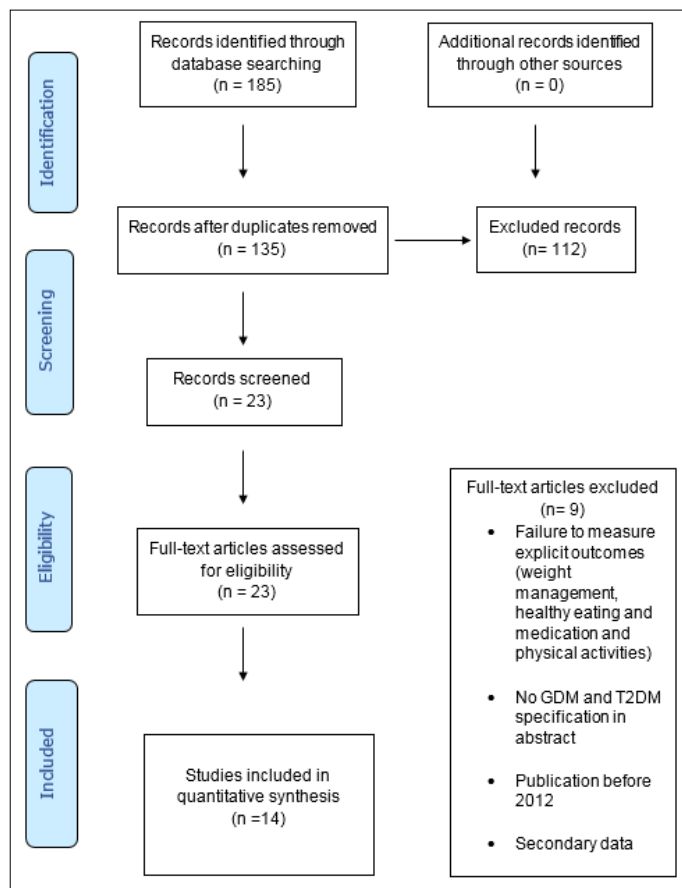 Identification
Records identified through
database searching
(n = 185)
Additional records identified
through other sources
(n = 0)
Records after duplicates removed
(n = 135)
Excluded records
(n= 112)
Screening
Records screened
(n = 23)
Eligibility
Full-text articles assessed
for eligibility
(n = 23)
Full-text articles excluded
(n= 9)
• Failure to measure
explicit outcomes
(weight
management,
healthy eating and
medication and
physical activities)
• No GDM and T2DM
specification in
abstract
• Publication before
2012
• Secondary data
Included
Studies included in
quantitative synthesis
(n =14)